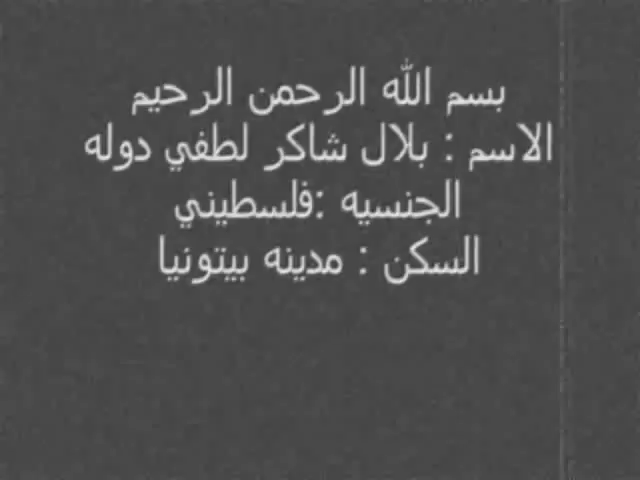 بسم الله الرحمن الرحيم
الاسم : بلال شاكر لطفي دوله
الجنسيه :فلسطيني
السكن : مدينه بيتونيا